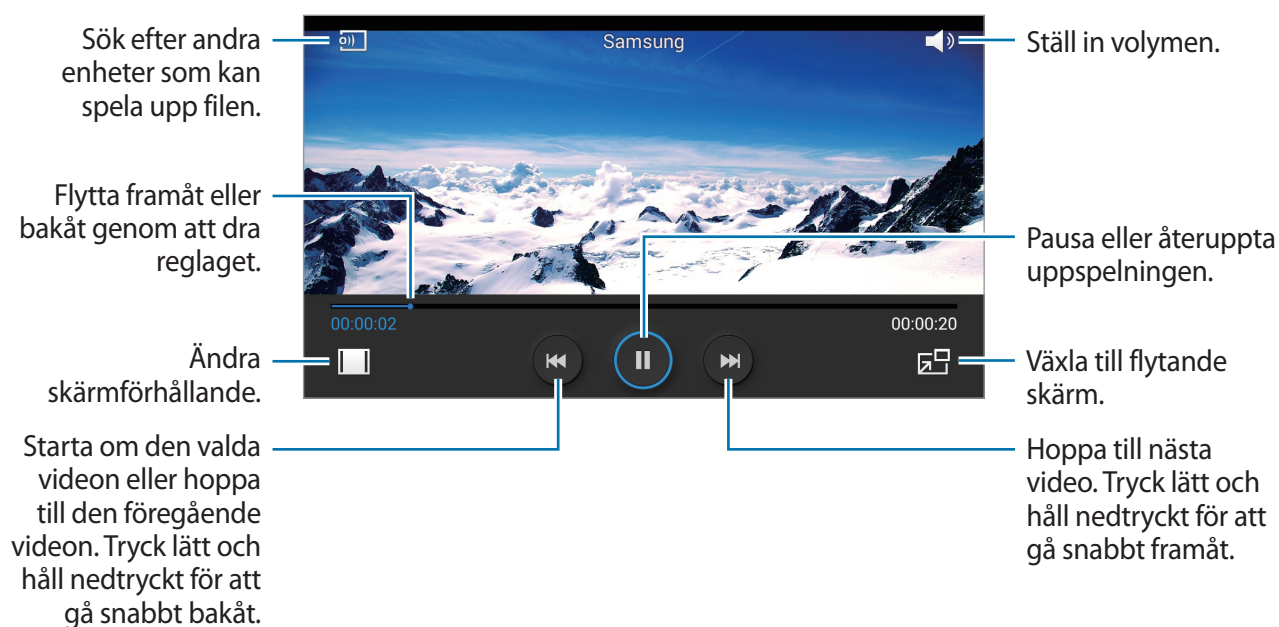 Sök efter andra
enheter som kan
spela upp filen.
Samsung
Ställ in volymen.
Flytta framåt eller
bakåt genom att dra
reglaget.
Pausa eller återuppta
uppspelningen.
00:00:02
00:00:20
Ändra
skärmförhållande.
Växla till flytande
skärm.
Starta om den valda
videon eller hoppa
till den föregående
videon. Tryck lätt och
håll nedtryckt för att
gå snabbt bakåt.
Hoppa till nästa
video. Tryck lätt och
håll nedtryckt för att
gå snabbt framåt.